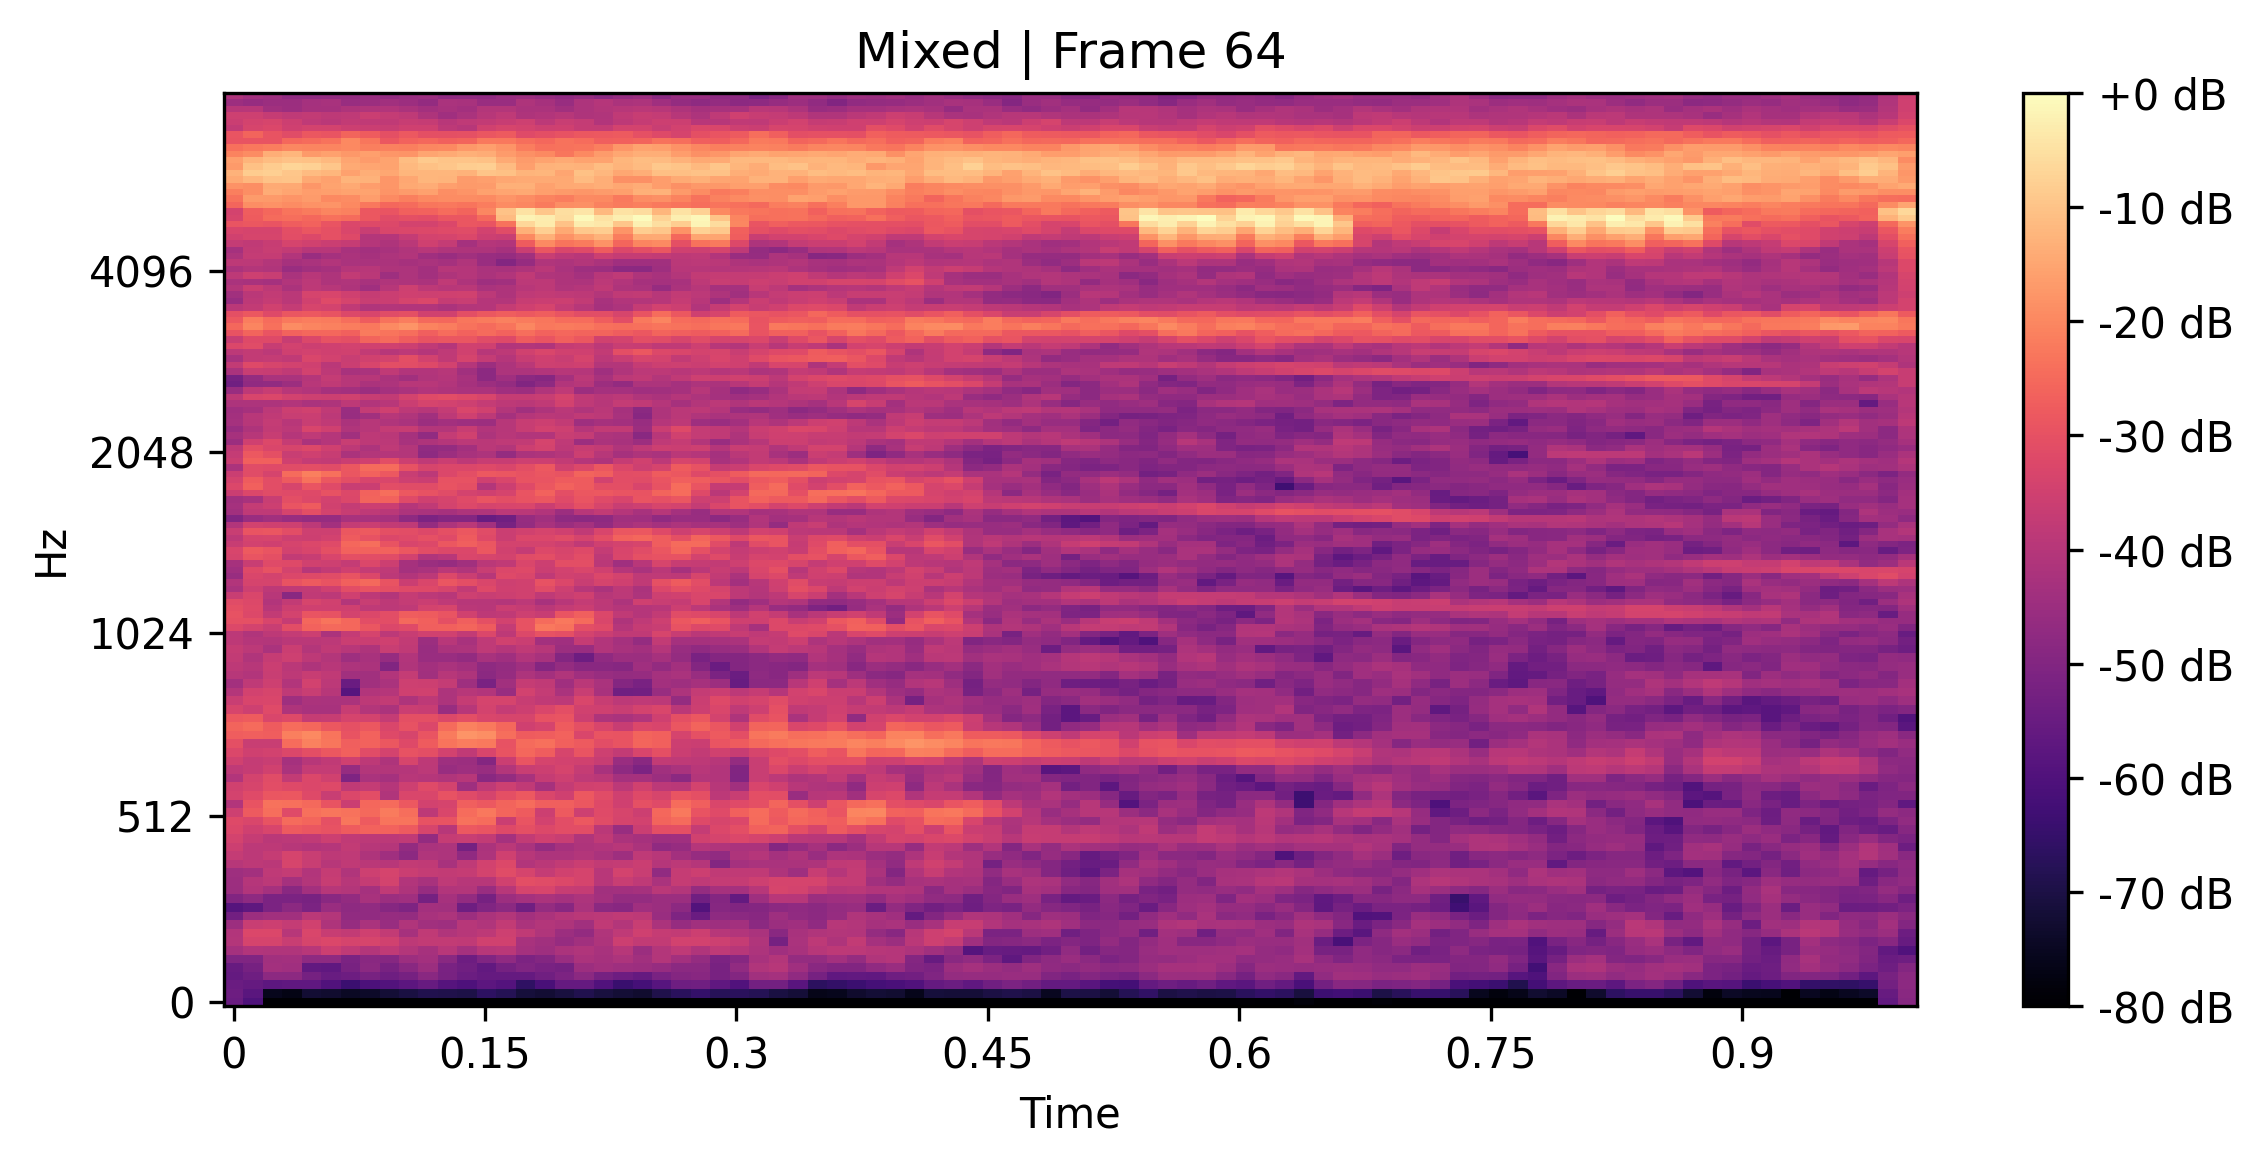 Mixed | Frame 64
Hz
4096
2048
1024
512
0
0 0.15 0.3 0.45 0.6 0.75 0.9
Time
+0 dB
-10 dB
-20 dB
-30 dB
-40 dB
-50 dB
-60 dB
-70 dB
-80 dB